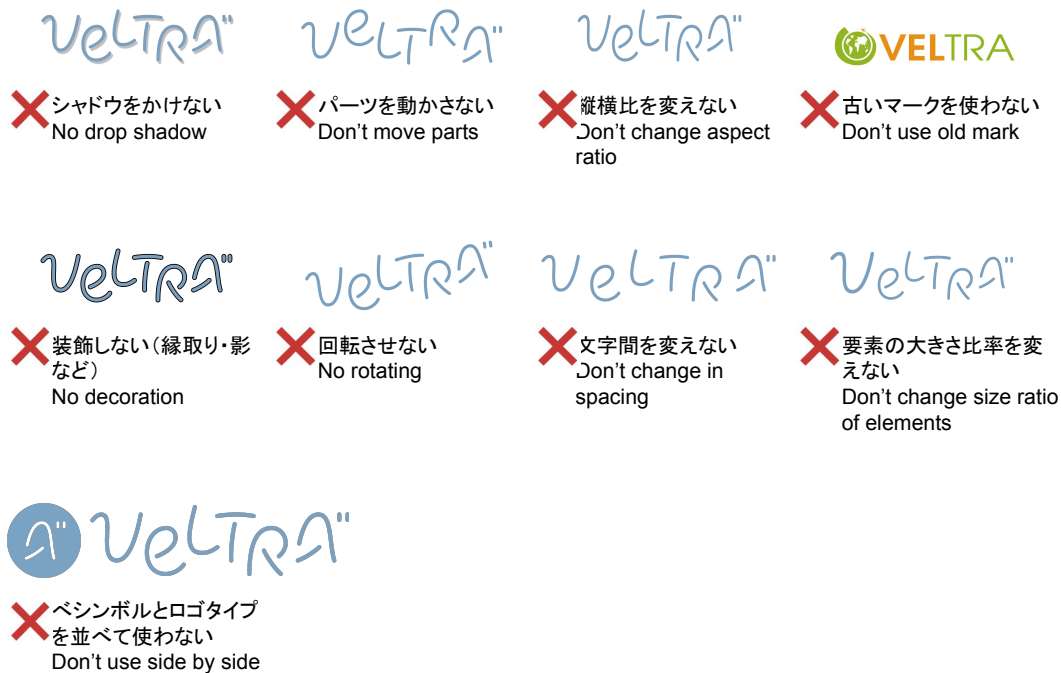 VeLTRA"
シャドウをかけない
No drop shadow
VeLTRA"
パーツを動かさない
Don't move parts
VeLTRA"
縦横比を変えない
Don't change aspect
ratio
VELTRA
古いマークを使わない
Don't use old mark
VeLTRA"
装飾しない（縁取り・影
など）
No decoration
VeLTRA"
回転させない
No rotating
VeLTRA"
文字間を変えない
Don't change in
spacing
VeLTRA"
要素の大きさ比率を変
えない
Don't change size ratio
of elements
ベ VeLTRA"
ベシンボルとロゴタイプ
を並べて使わない
Don't use side by side